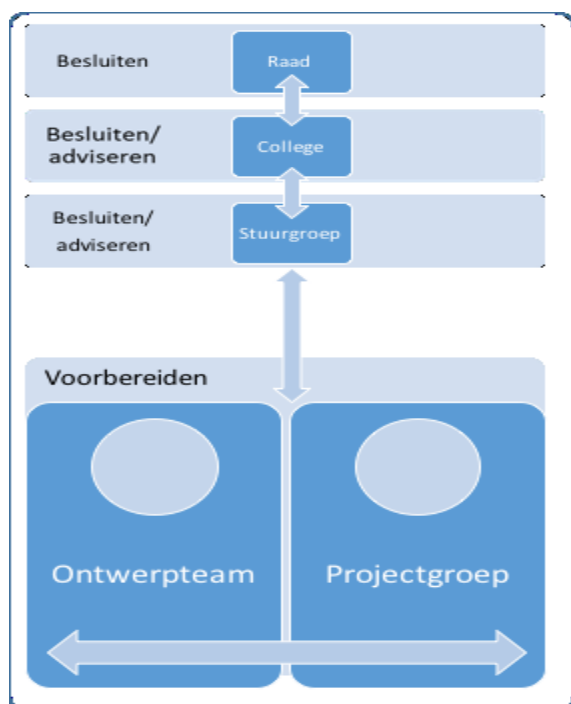 Besluiten
Raad
Besluiten/
adviseren
College
Besluiten/
adviseren
Stuurgroep
Voorbereiden
Ontwerpteam
Projectgroep